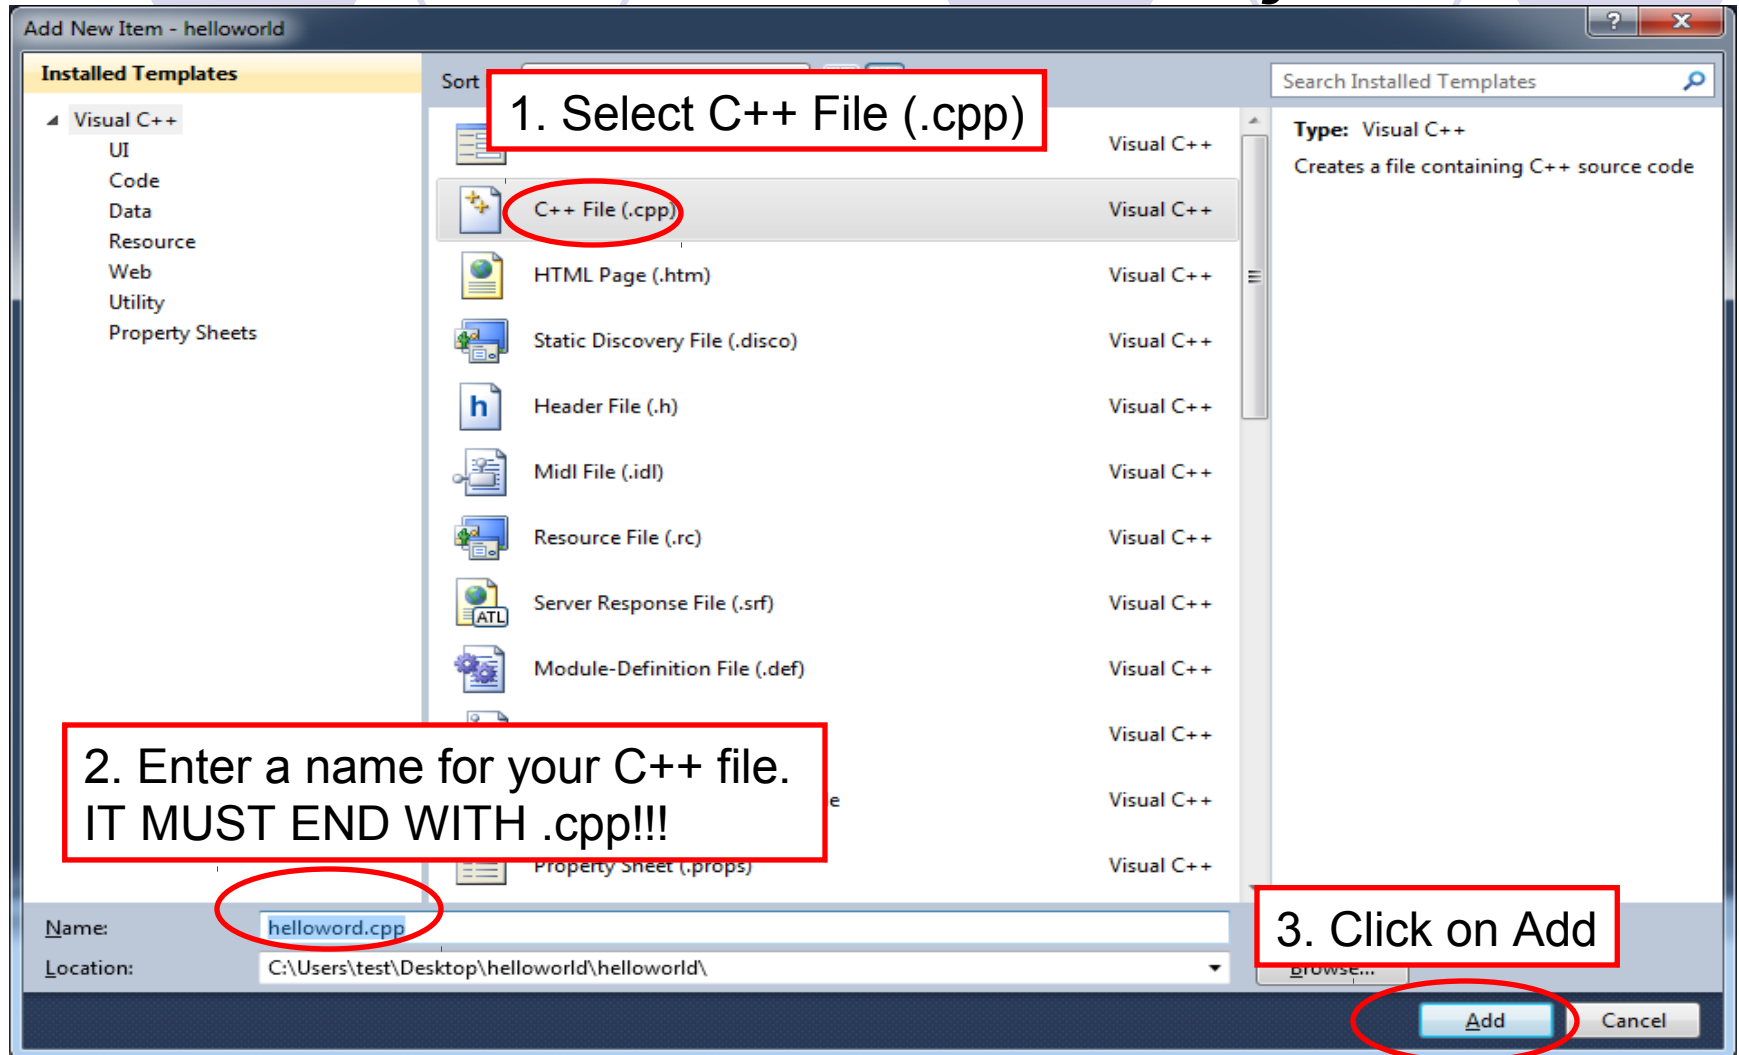 Add New Item - helloworld
Installed Templates
Sort
Search Installed Templates
1. Select C++ File (.cpp)
Visual C++
UI
Code
Data
Resource
Web
Utility
Property Sheets
Visual C++
C++ File (.cpp) Visual C++
HTML Page (.htm) Visual C++
Static Discovery File (.disco) Visual C++
Header File (.h) Visual C++
Midl File (.idl) Visual C++
Resource File (.rc) Visual C++
Server Response File (.srf) Visual C++
ATL
Module-Definition File (.def) Visual C++
Visual C++
Visual C++
Property Sheet (.props) Visual C++
Type: Visual C++
Creates a file containing C++ source code
2. Enter a name for your C++ file.
IT MUST END WITH .cpp!!!
Name: helloword.cpp
Location: C:\Users\test\Desktop\helloworld\helloworld\
3. Click on Add
Browse...
Add Cancel